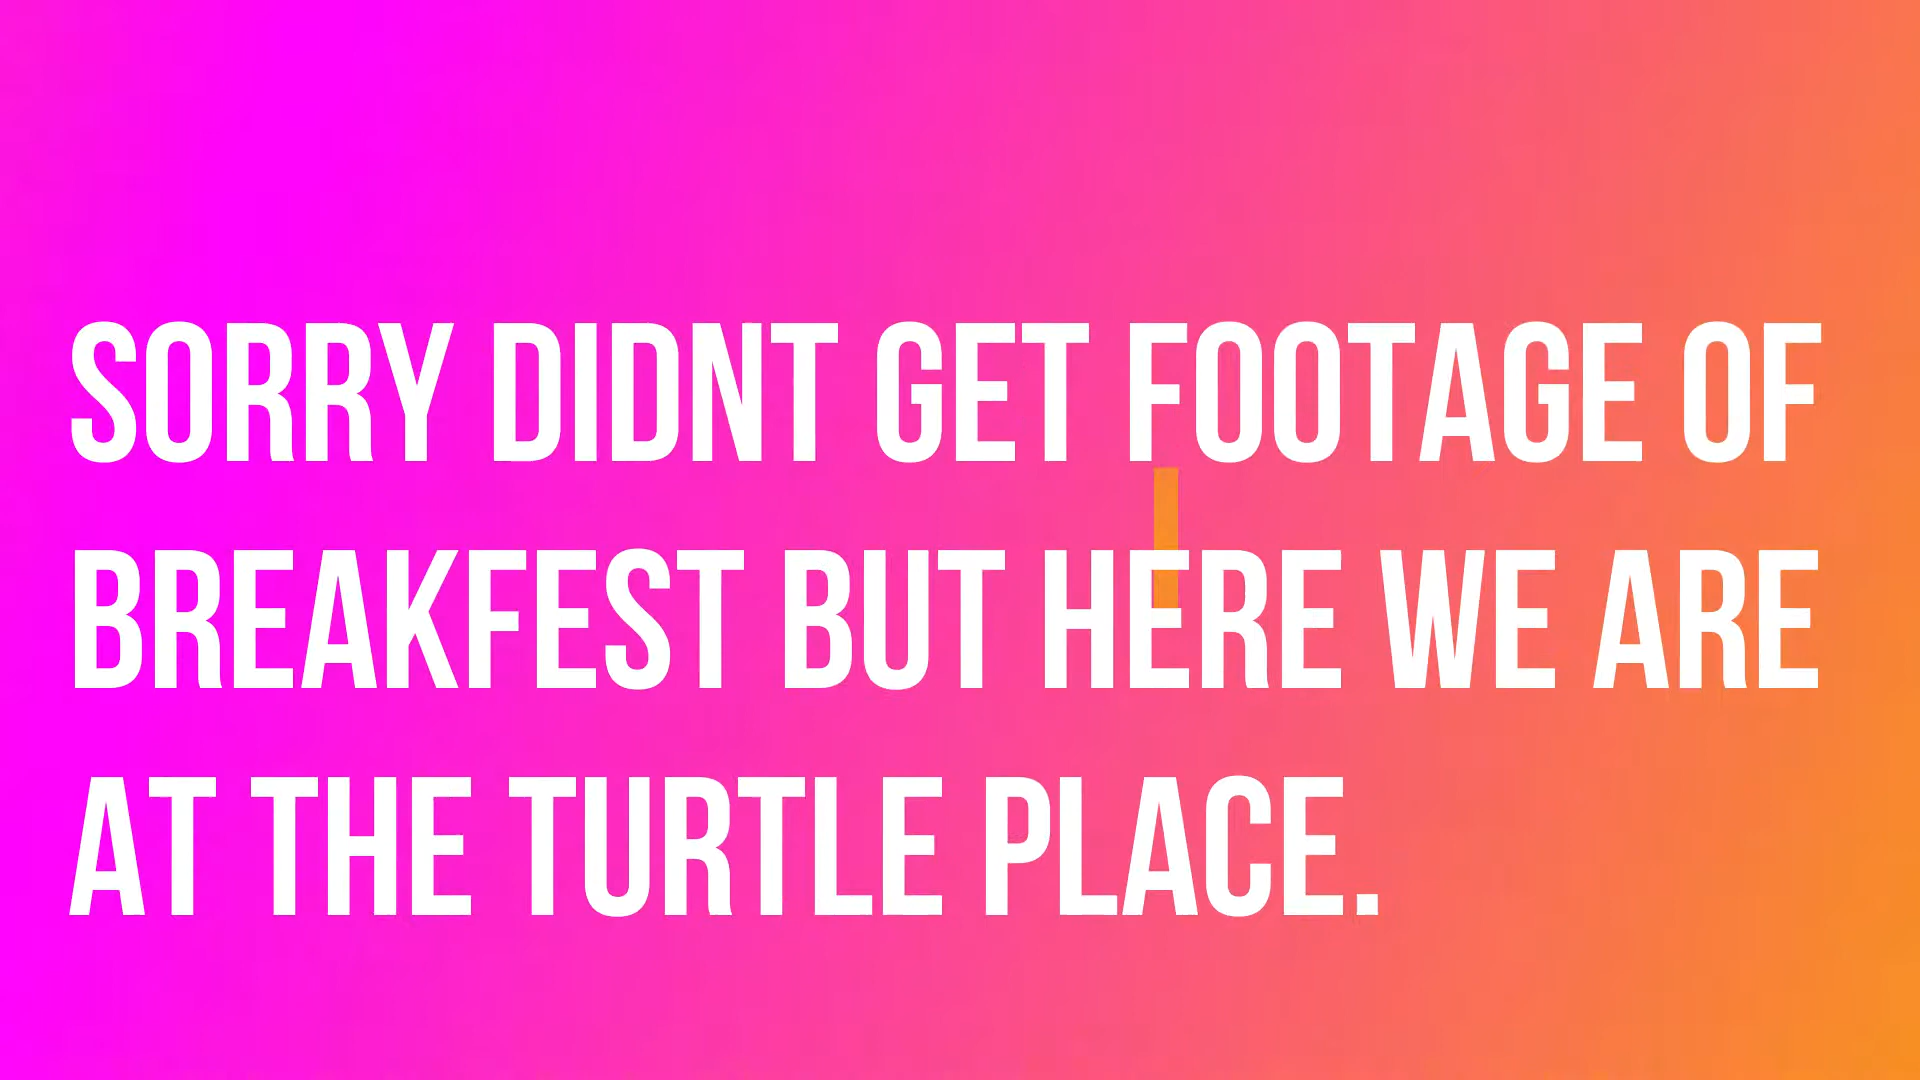 SORRY DIDNT GET FOOTAGE OF
BREAKFEST BUT HERE WE ARE
AT THE TURTLE PLACE.